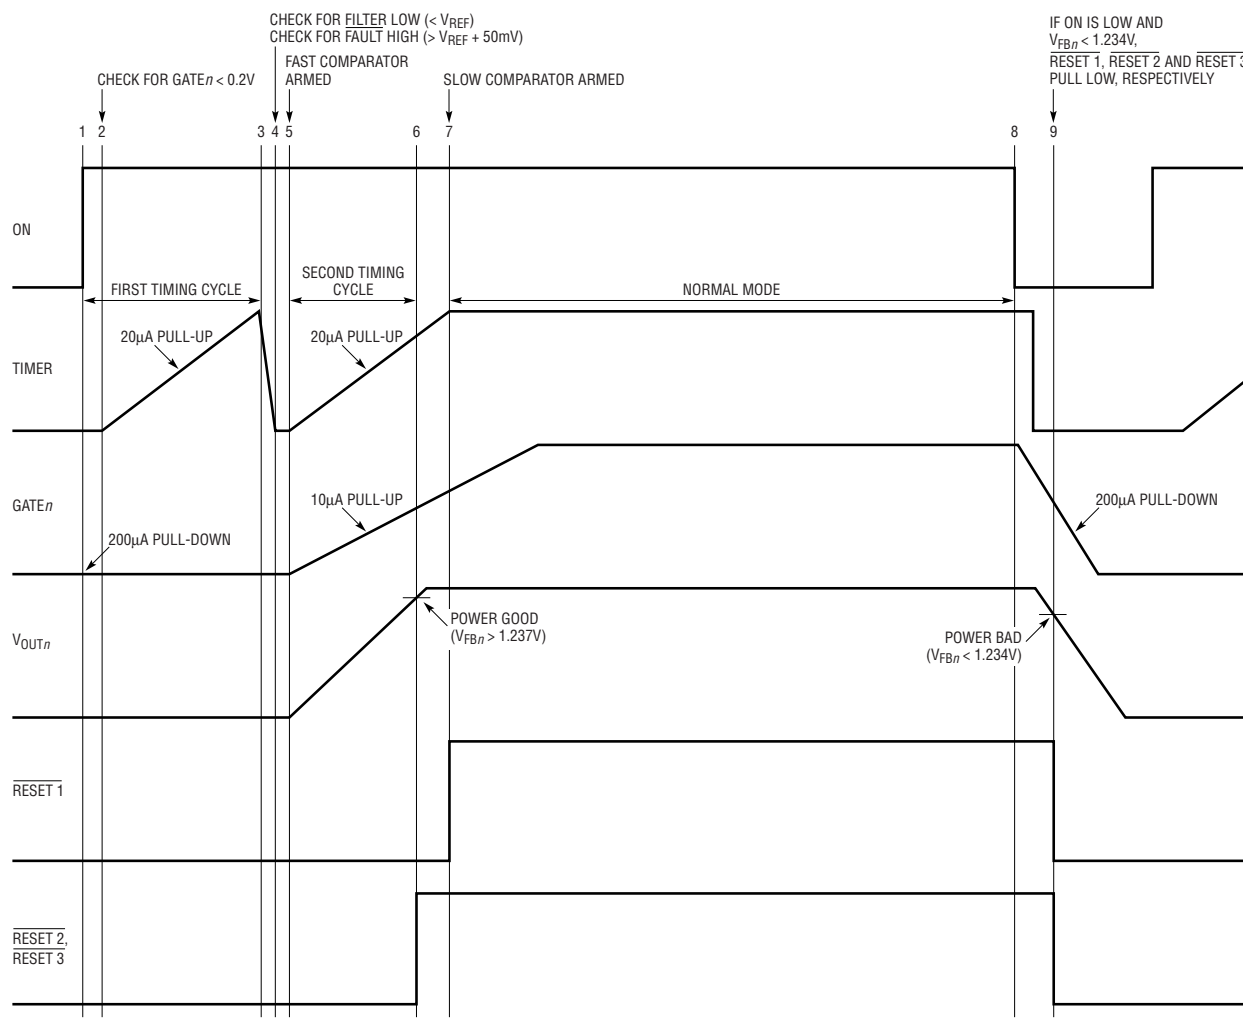 CHECK FOR FILTER LOW (< VREF)
CHECK FOR FAULT HIGH (> VREF + 50mV)
IF ON IS LOW AND
VFBn < 1.234V,
RESET 1, RESET 2 AND RESET 3
PULL LOW, RESPECTIVELY
FAST COMPARATOR
ARMED
CHECK FOR GATEn < 0.2V
SLOW COMPARATOR ARMED
1 2 3 4 5 6 7 8 9
ON
FIRST TIMING CYCLE
SECOND TIMING
CYCLE
NORMAL MODE
20µA PULL-UP
20µA PULL-UP
TIMER
GATEn
10µA PULL-UP
200µA PULL-DOWN
200µA PULL-DOWN
VOUTn
POWER GOOD
(VFBn > 1.237V)
POWER BAD
(VFBn < 1.234V)
RESET 1
RESET 2,
RESET 3